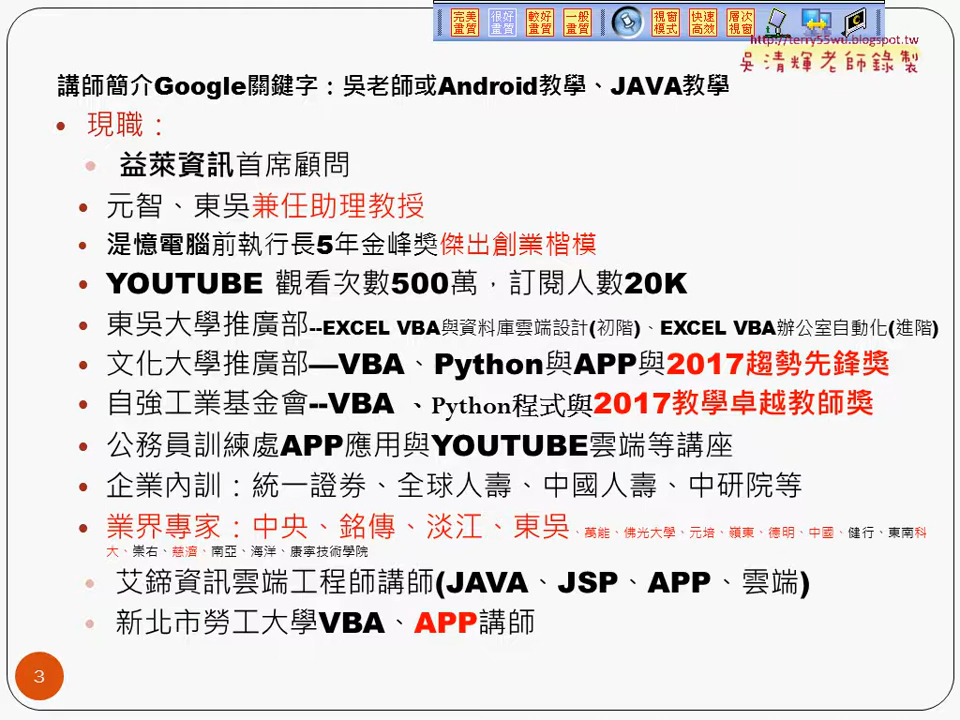 完美畫質 很好畫質 較好畫質 一般畫質 視窗模式 快速高效 層次視窗
http://terry55wu.blogspot.tw
吳清輝老師錄製
講師簡介Google關鍵字：吳老師或Android教學、JAVA教學
• 現職：
• 益萊資訊首席顧問
• 元智、東吳兼任助理教授
• 湜憶電腦前執行長5年金峰獎傑出創業楷模
• YOUTUBE 觀看次數500萬，訂閱人數20K
• 東吳大學推廣部--EXCEL VBA與資料庫雲端設計(初階)、EXCEL VBA辦公室自動化(進階)
• 文化大學推廣部—VBA、Python與APP與2017趨勢先鋒獎
• 自強工業基金會--VBA 、Python程式與2017教學卓越教師獎
• 公務員訓練處APP應用與YOUTUBE雲端等講座
• 企業內訓：統一證券、全球人壽、中國人壽、中研院等
• 業界專家：中央、銘傳、淡江、東吳、萬能、佛光大學、元培、嶺東、德明、中國、健行、東南科
大、崇右、慈濟、南亞、海洋、康寧技術學院
• 艾鍗資訊雲端工程師講師(JAVA、JSP、APP、雲端)
• 新北市勞工大學VBA、APP講師
3